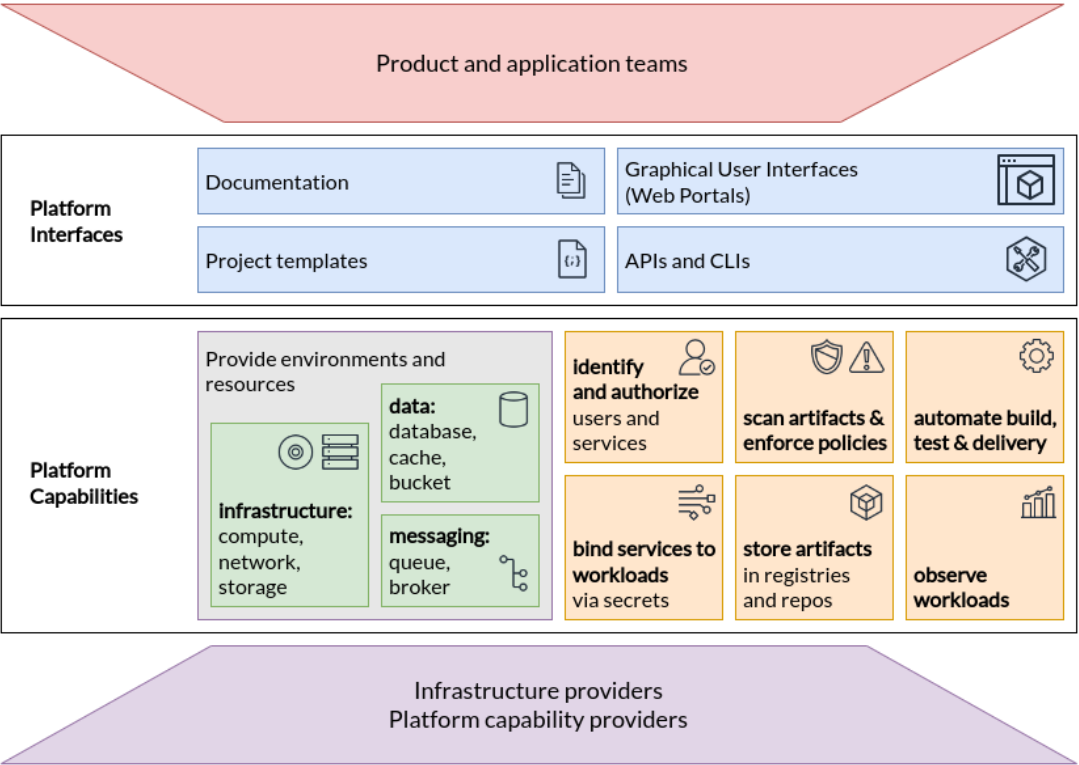 Product and application teams
Platform
Interfaces
Documentation
Graphical User Interfaces
(Web Portals)
Project templates
{;}
APIs and CLIs
Platform
Capabilities
Provide environments and
resources
infrastructure:
compute,
network,
storage
data:
database,
cache,
bucket
messaging:
queue,
broker
identify
and authorize
users and
services
scan artifacts &
enforce policies
automate build,
test & delivery
bind services to
workloads
via secrets
store artifacts
in registries
and repos
observe
workloads
Infrastructure providers
Platform capability providers